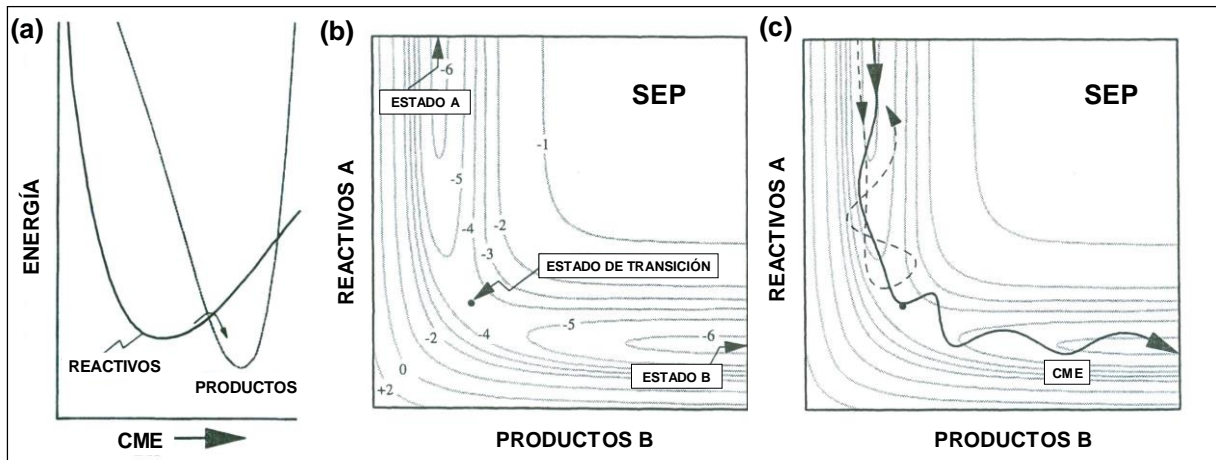 (a)
ENERGÍA
REACTIVOS
PRODUCTOS
CME
(b)
REACTIVOS A
-6
ESTADO A
SEP
-1
-5
-4
-2
-3
ESTADO DE TRANSICIÓN
-5
-4
-6
-2
ESTADO B
0
+2
PRODUCTOS B
(c)
REACTIVOS A
SEP
CME
PRODUCTOS B